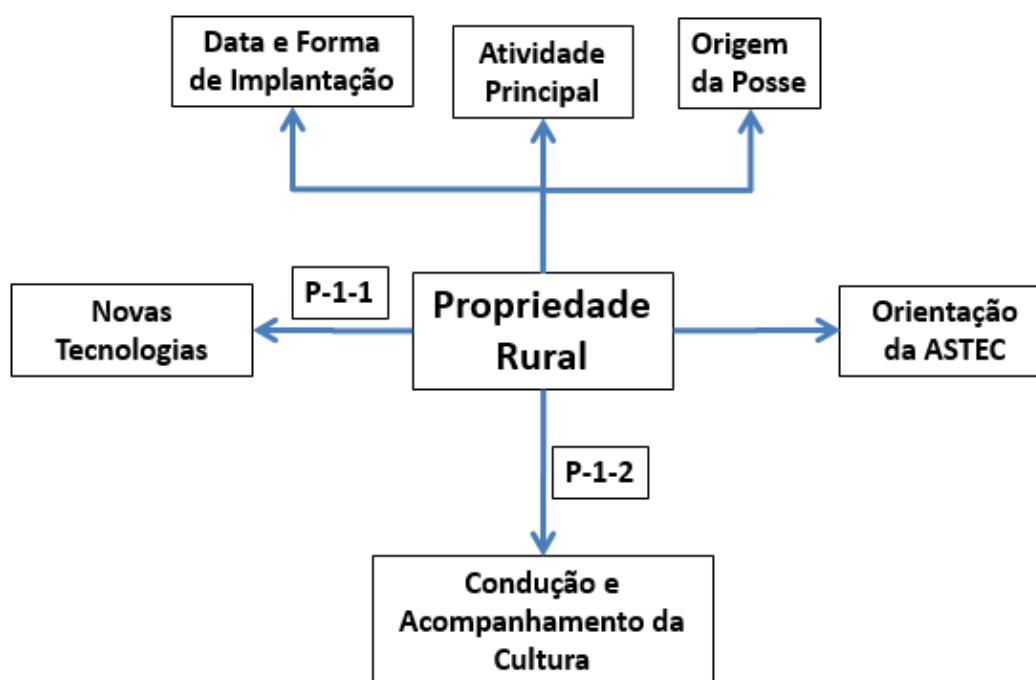 Data e Forma
de Implantação
Atividade
Principal
Origem
da Posse
P-1-1
Novas
Tecnologias
Propriedade
Rural
Orientação
da ASTEC
P-1-2
Condução e
Acompanhamento da
Cultura